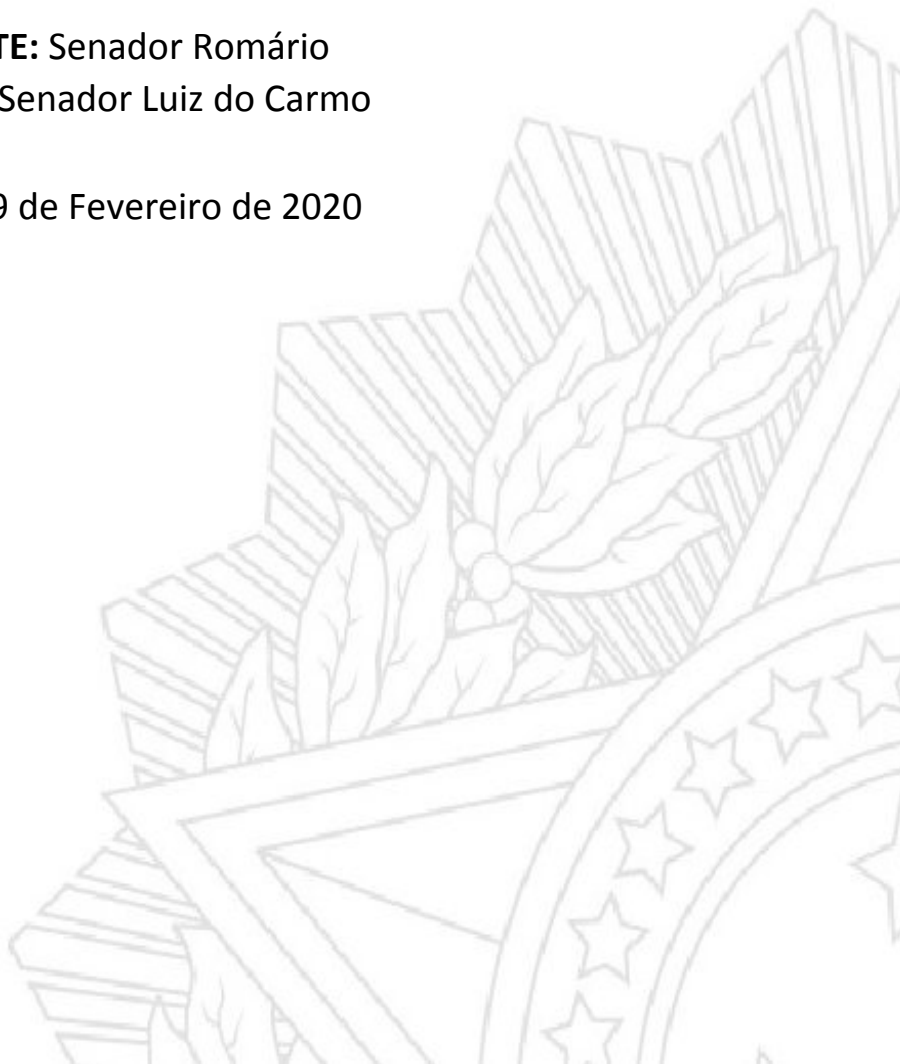 TE: Senador Romário
Senador Luiz do Carmo
9 de Fevereiro de 2020